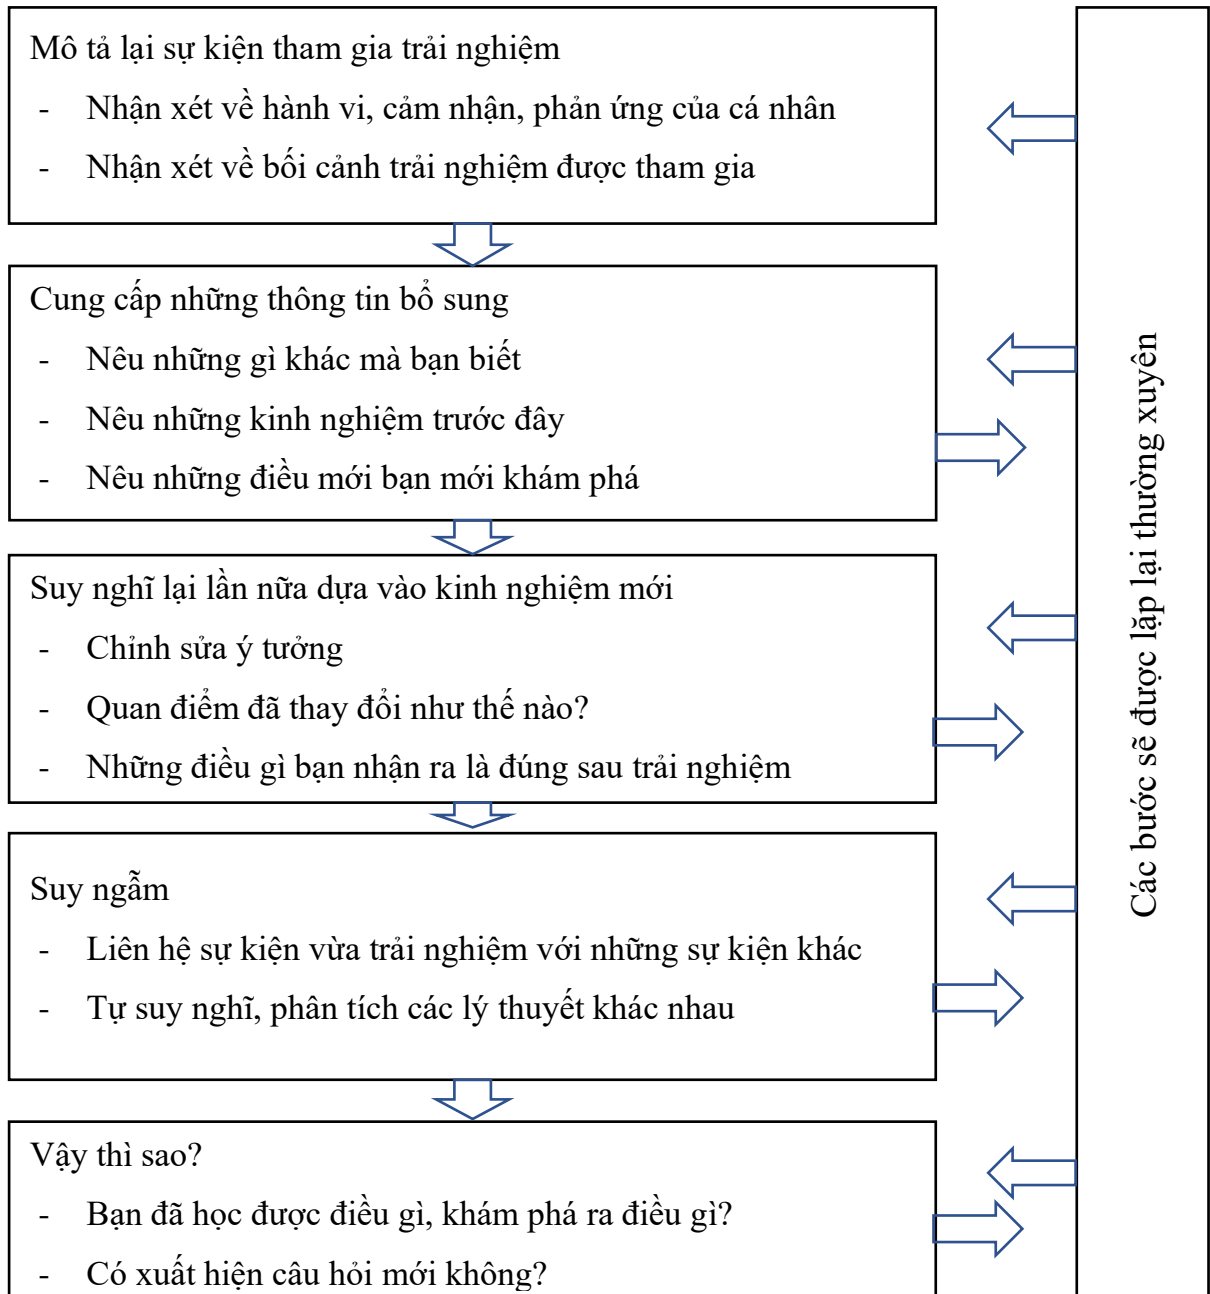 Mô tả lại sự kiện tham gia trải nghiệm
- Nhận xét về hành vi, cảm nhận, phản ứng của cá nhân
- Nhận xét về bối cảnh trải nghiệm được tham gia
Cung cấp những thông tin bổ sung
- Nêu những gì khác mà bạn biết
- Nêu những kinh nghiệm trước đây
- Nêu những điều mới bạn mới khám phá
Suy nghĩ lại lần nữa dựa vào kinh nghiệm mới
- Chỉnh sửa ý tưởng
- Quan điểm đã thay đổi như thế nào?
- Những điều gì bạn nhận ra là đúng sau trải nghiệm
Suy ngẫm
- Liên hệ sự kiện vừa trải nghiệm với những sự kiện khác
- Tự suy nghĩ, phân tích các lý thuyết khác nhau
Vậy thì sao?
- Bạn đã học được điều gì, khám phá ra điều gì?
- Có xuất hiện câu hỏi mới không?
Các bước sẽ được lặp lại thường xuyên